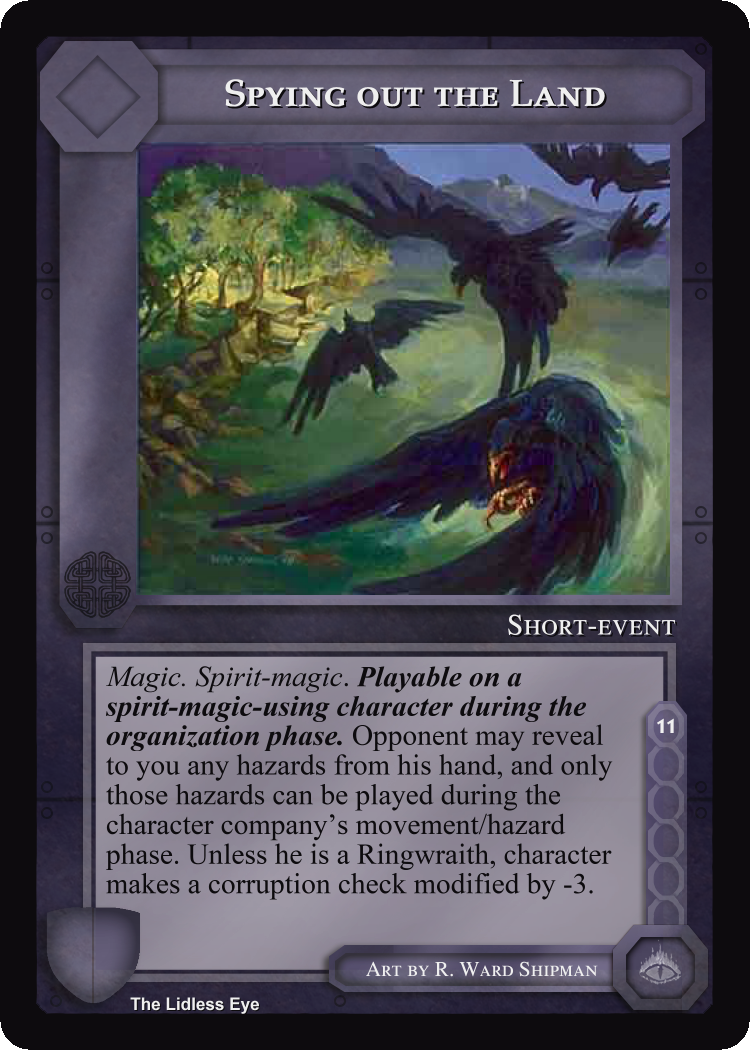 Spying out the Land
Short-event
Magic. Spirit-magic. Playable on a
spirit-magic-using character during the
organization phase. Opponent may reveal
to you any hazards from his hand, and only
those hazards can be played during the
character company's movement/hazard
phase. Unless he is a Ringwraith, character
makes a corruption check modified by -3.
11
Art by R. Ward Shipman
The Lidless Eye